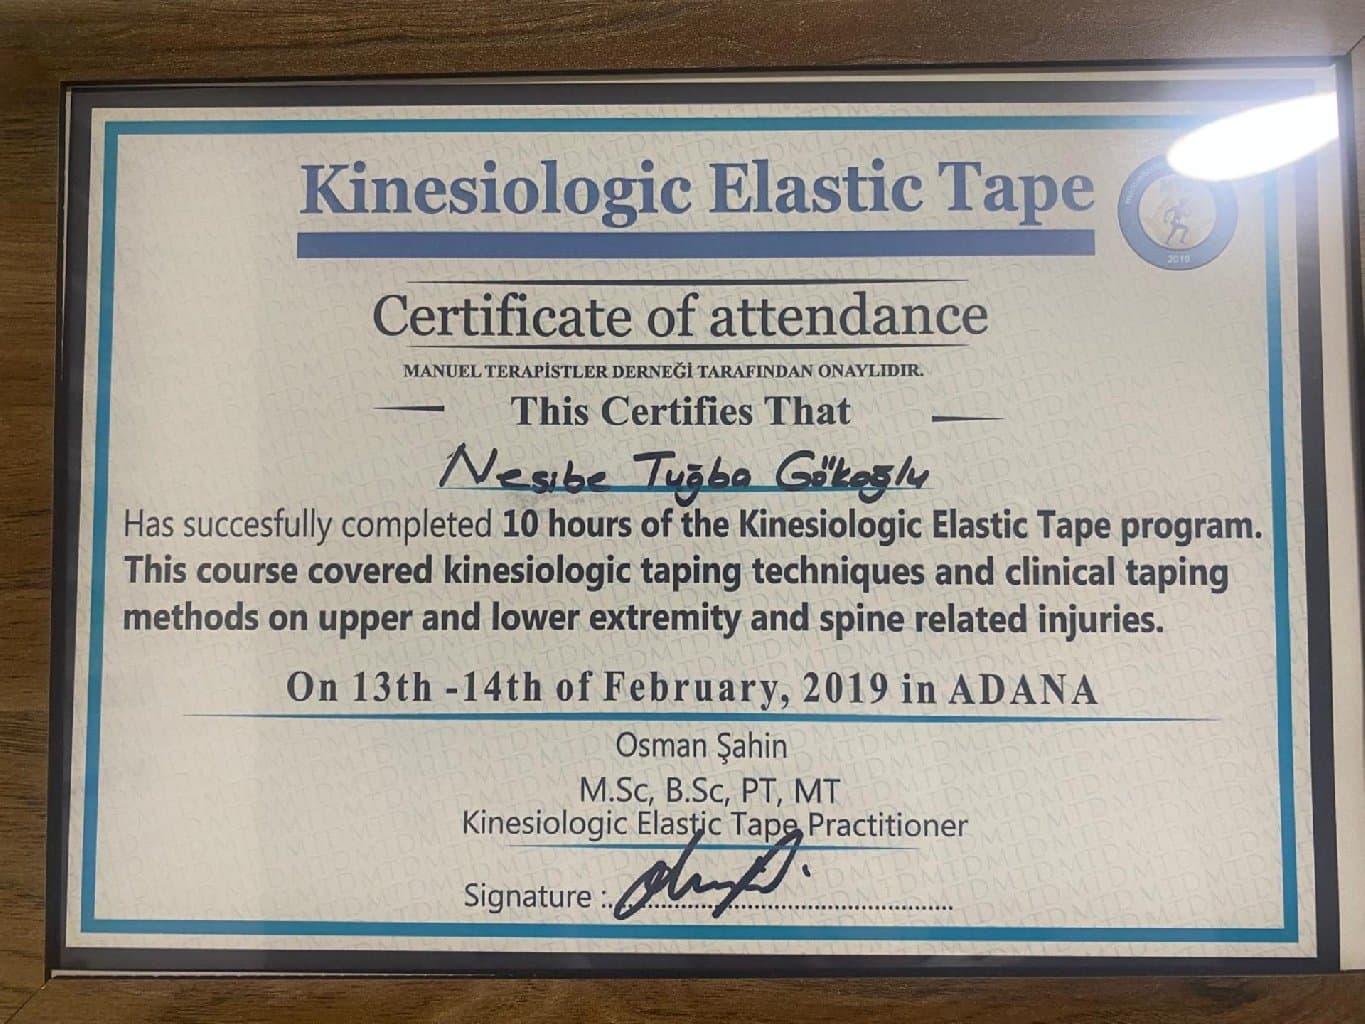 Kinesiologic Elastic Tape
2019
Certificate of attendance
MANUEL TERAPİSTLER DERNEĞİ TARAFINDAN ONAYLIDIR.
This Certifies That
Nesibe Tuğba Gökoğlu
Has succesfully completed 10 hours of the Kinesiologic Elastic Tape program.
This course covered kinesiologic taping techniques and clinical taping
methods on upper and lower extremity and spine related injuries.
On 13th -14th of February, 2019 in ADANA
Osman Şahin
M.Sc, B.Sc, PT, MT
Kinesiologic Elastic Tape Practitioner
Signature :